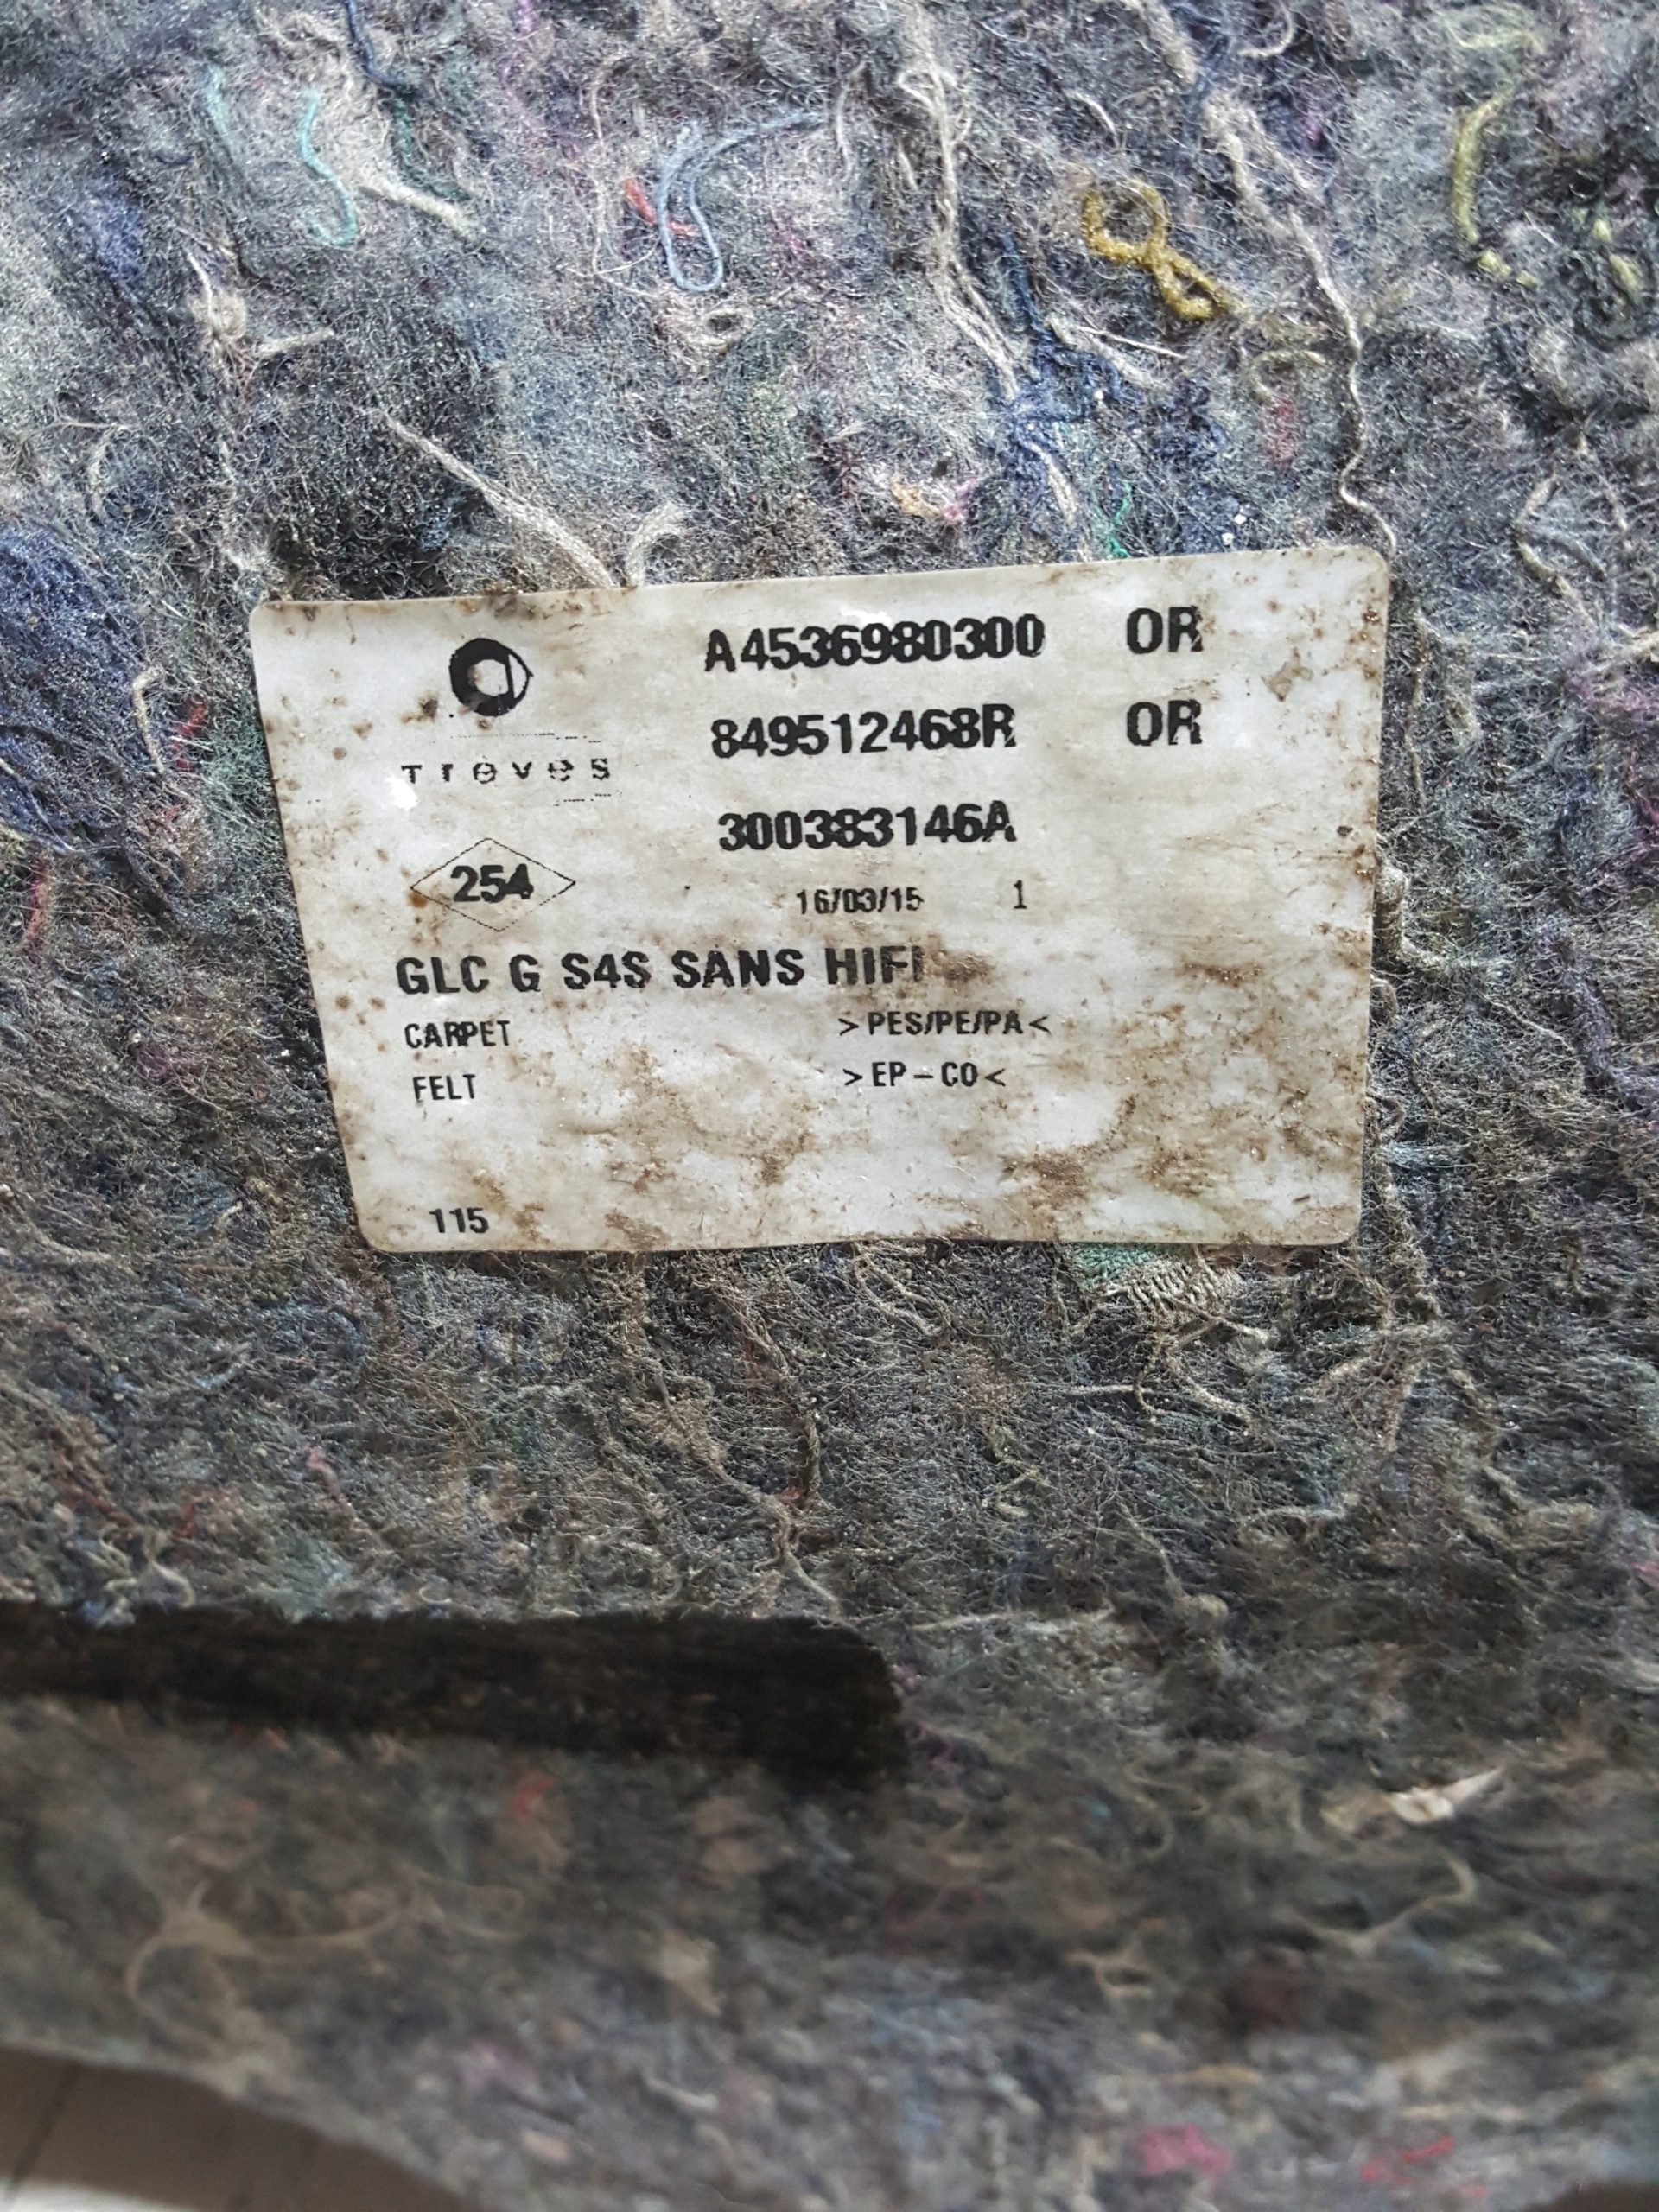 A4536980300 OR
849512468R OR
Treves
300383146A
254
16/03/15 1
GLC G S4S SANS HIFI
CARPET >PES/PE/PA<
FELT >EP-CO<
115